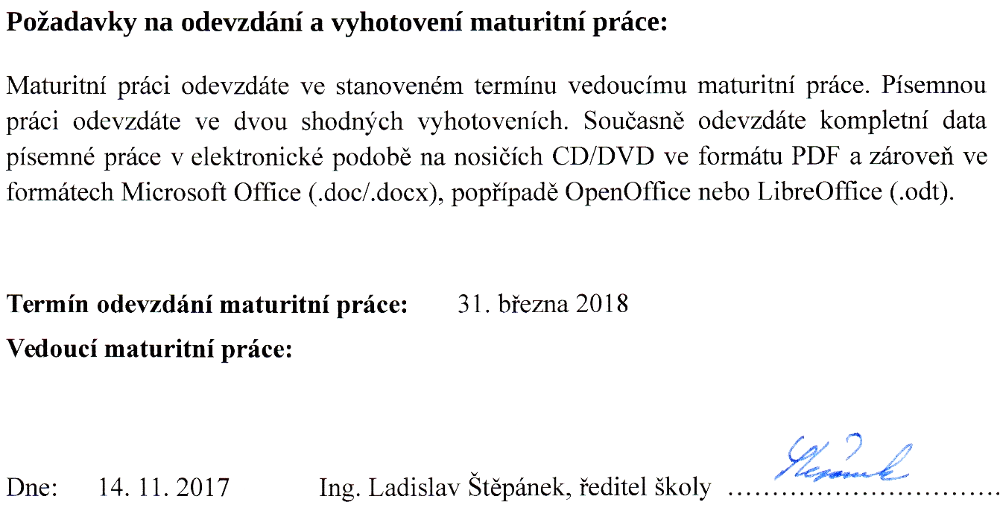 Požadavky na odevzdání a vyhotovení maturitní práce:
Maturitní práci odevzdáte ve stanoveném termínu vedoucímu maturitní práce. Písemnou
práci odevzdáte ve dvou shodných vyhotoveních. Současně odevzdáte kompletní data
písemné práce v elektronické podobě na nosičích CD/DVD ve formátu PDF a zároveň ve
formátech Microsoft Office (.doc/.docx), popřípadě OpenOffice nebo LibreOffice (.odt).
Termín odevzdání maturitní práce: 31. března 2018
Vedoucí maturitní práce:
Dne: 14. 11. 2017 Ing. Ladislav Štěpánek, ředitel školy ..............................